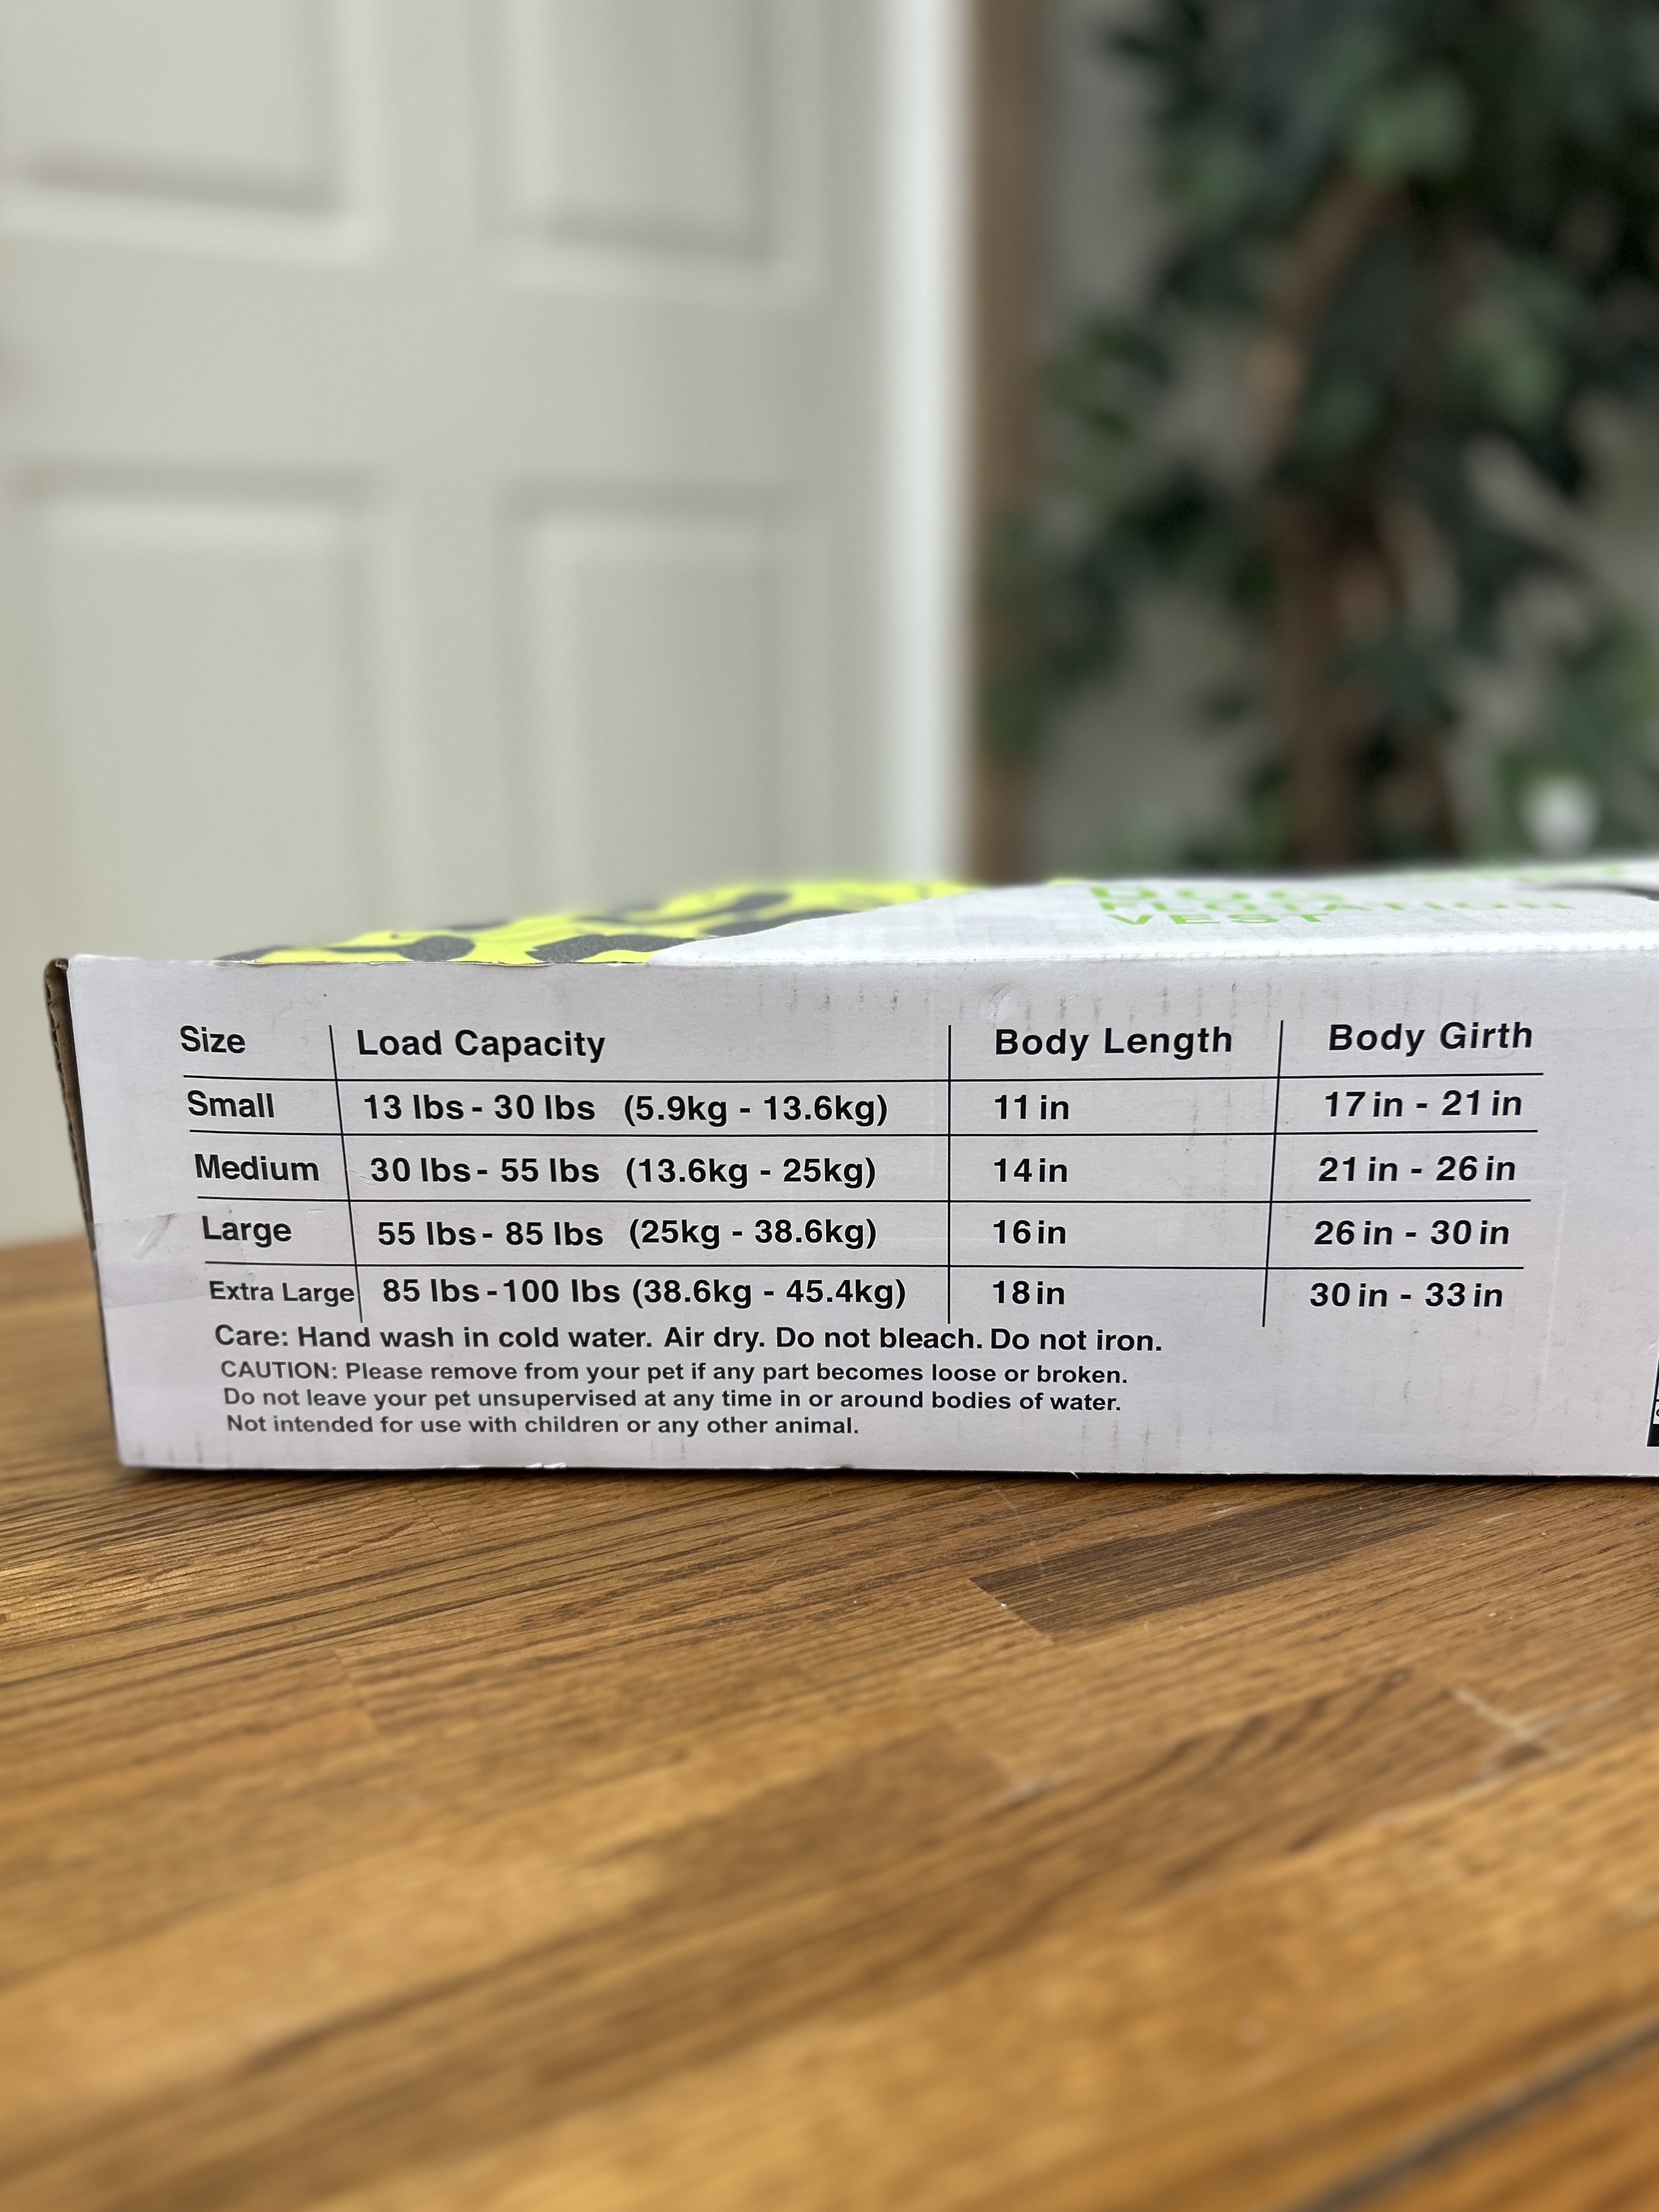 DOG
FLOTATION
VEST
Size Load Capacity Body Length Body Girth
Small 13 lbs - 30 lbs (5.9kg - 13.6kg) 11 in 17 in - 21 in
Medium 30 lbs - 55 lbs (13.6kg - 25kg) 14 in 21 in - 26 in
Large 55 lbs - 85 lbs (25kg - 38.6kg) 16 in 26 in - 30 in
Extra Large 85 lbs - 100 lbs (38.6kg - 45.4kg) 18 in 30 in - 33 in
Care: Hand wash in cold water. Air dry. Do not bleach. Do not iron.
CAUTION: Please remove from your pet if any part becomes loose or broken.
Do not leave your pet unsupervised at any time in or around bodies of water.
Not intended for use with children or any other animal.